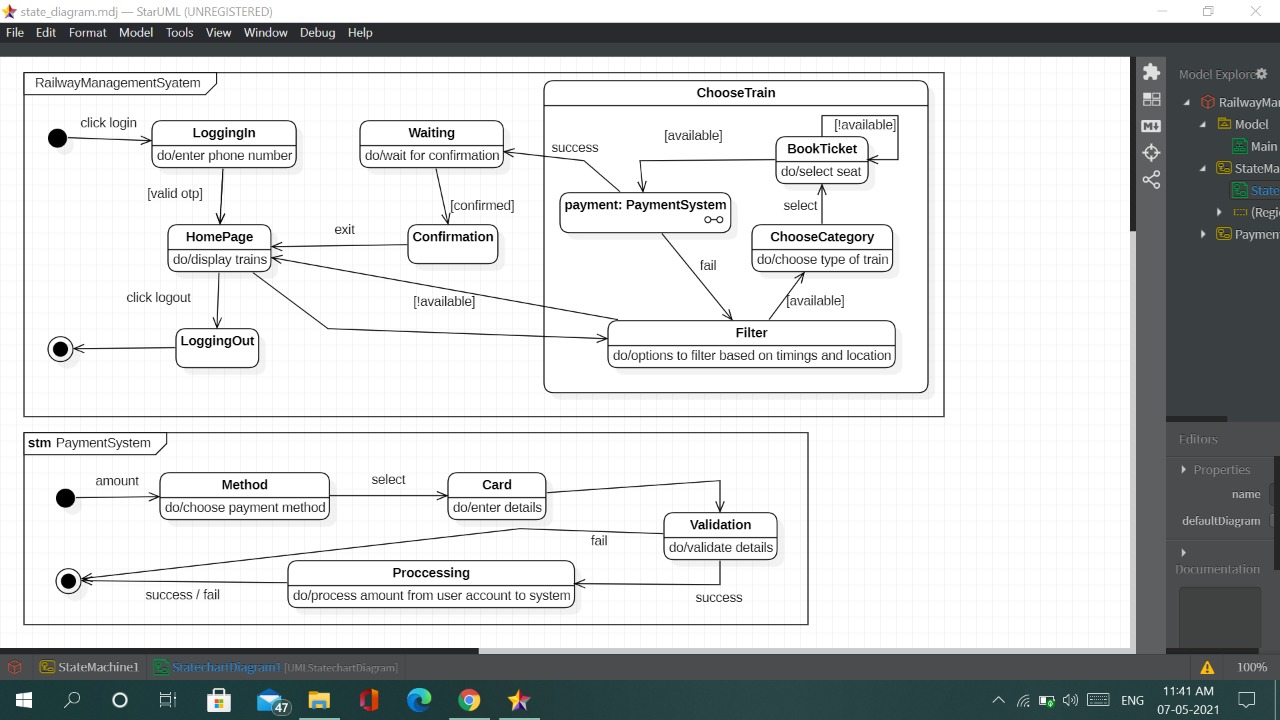 state_diagram.mdj — StarUML (UNREGISTERED)
File Edit Format Model Tools View Window Debug Help
RailwayManagementSyatem
click login
LoggingIn
do/enter phone number
[valid otp]
HomePage
do/display trains
click logout
LoggingOut
Waiting
do/wait for confirmation
[confirmed]
Confirmation
exit
success
[!available]
ChooseTrain
[available]
[!available]
BookTicket
do/select seat
payment: PaymentSystem
select
ChooseCategory
do/choose type of train
fail
[available]
Filter
do/options to filter based on timings and location
stm PaymentSystem
amount
Method
do/choose payment method
select
Card
do/enter details
Validation
do/validate details
fail
Proccessing
do/process amount from user account to system
success / fail
success
Model Explore
RailwayMa
Model
Main
StateMa
State
(Regi
Paymen
Editors
Properties
name
defaultDiagram
Documentation
StateMachine1 StatechartDiagram1 [UMLStatechartDiagram]
100%
47
ENG
11:41 AM
07-05-2021